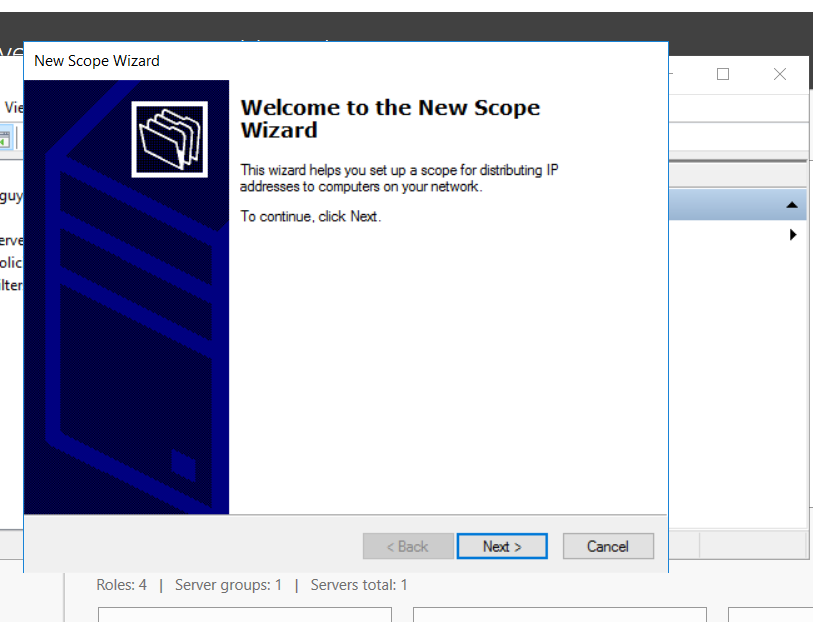 New Scope Wizard
Welcome to the New Scope
Wizard
This wizard helps you set up a scope for distributing IP
addresses to computers on your network.
To continue, click Next.
< Back
Next >
Cancel
Roles: 4 | Server groups: 1 | Servers total: 1